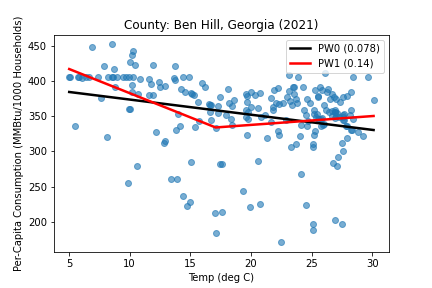 County: Ben Hill, Georgia (2021)
Per-Capita Consumption (MMBtu/1000 Households)
450
400
350
300
250
200
PW0 (0.078)
PW1 (0.14)
5
10
15
20
25
30
Temp (deg C)